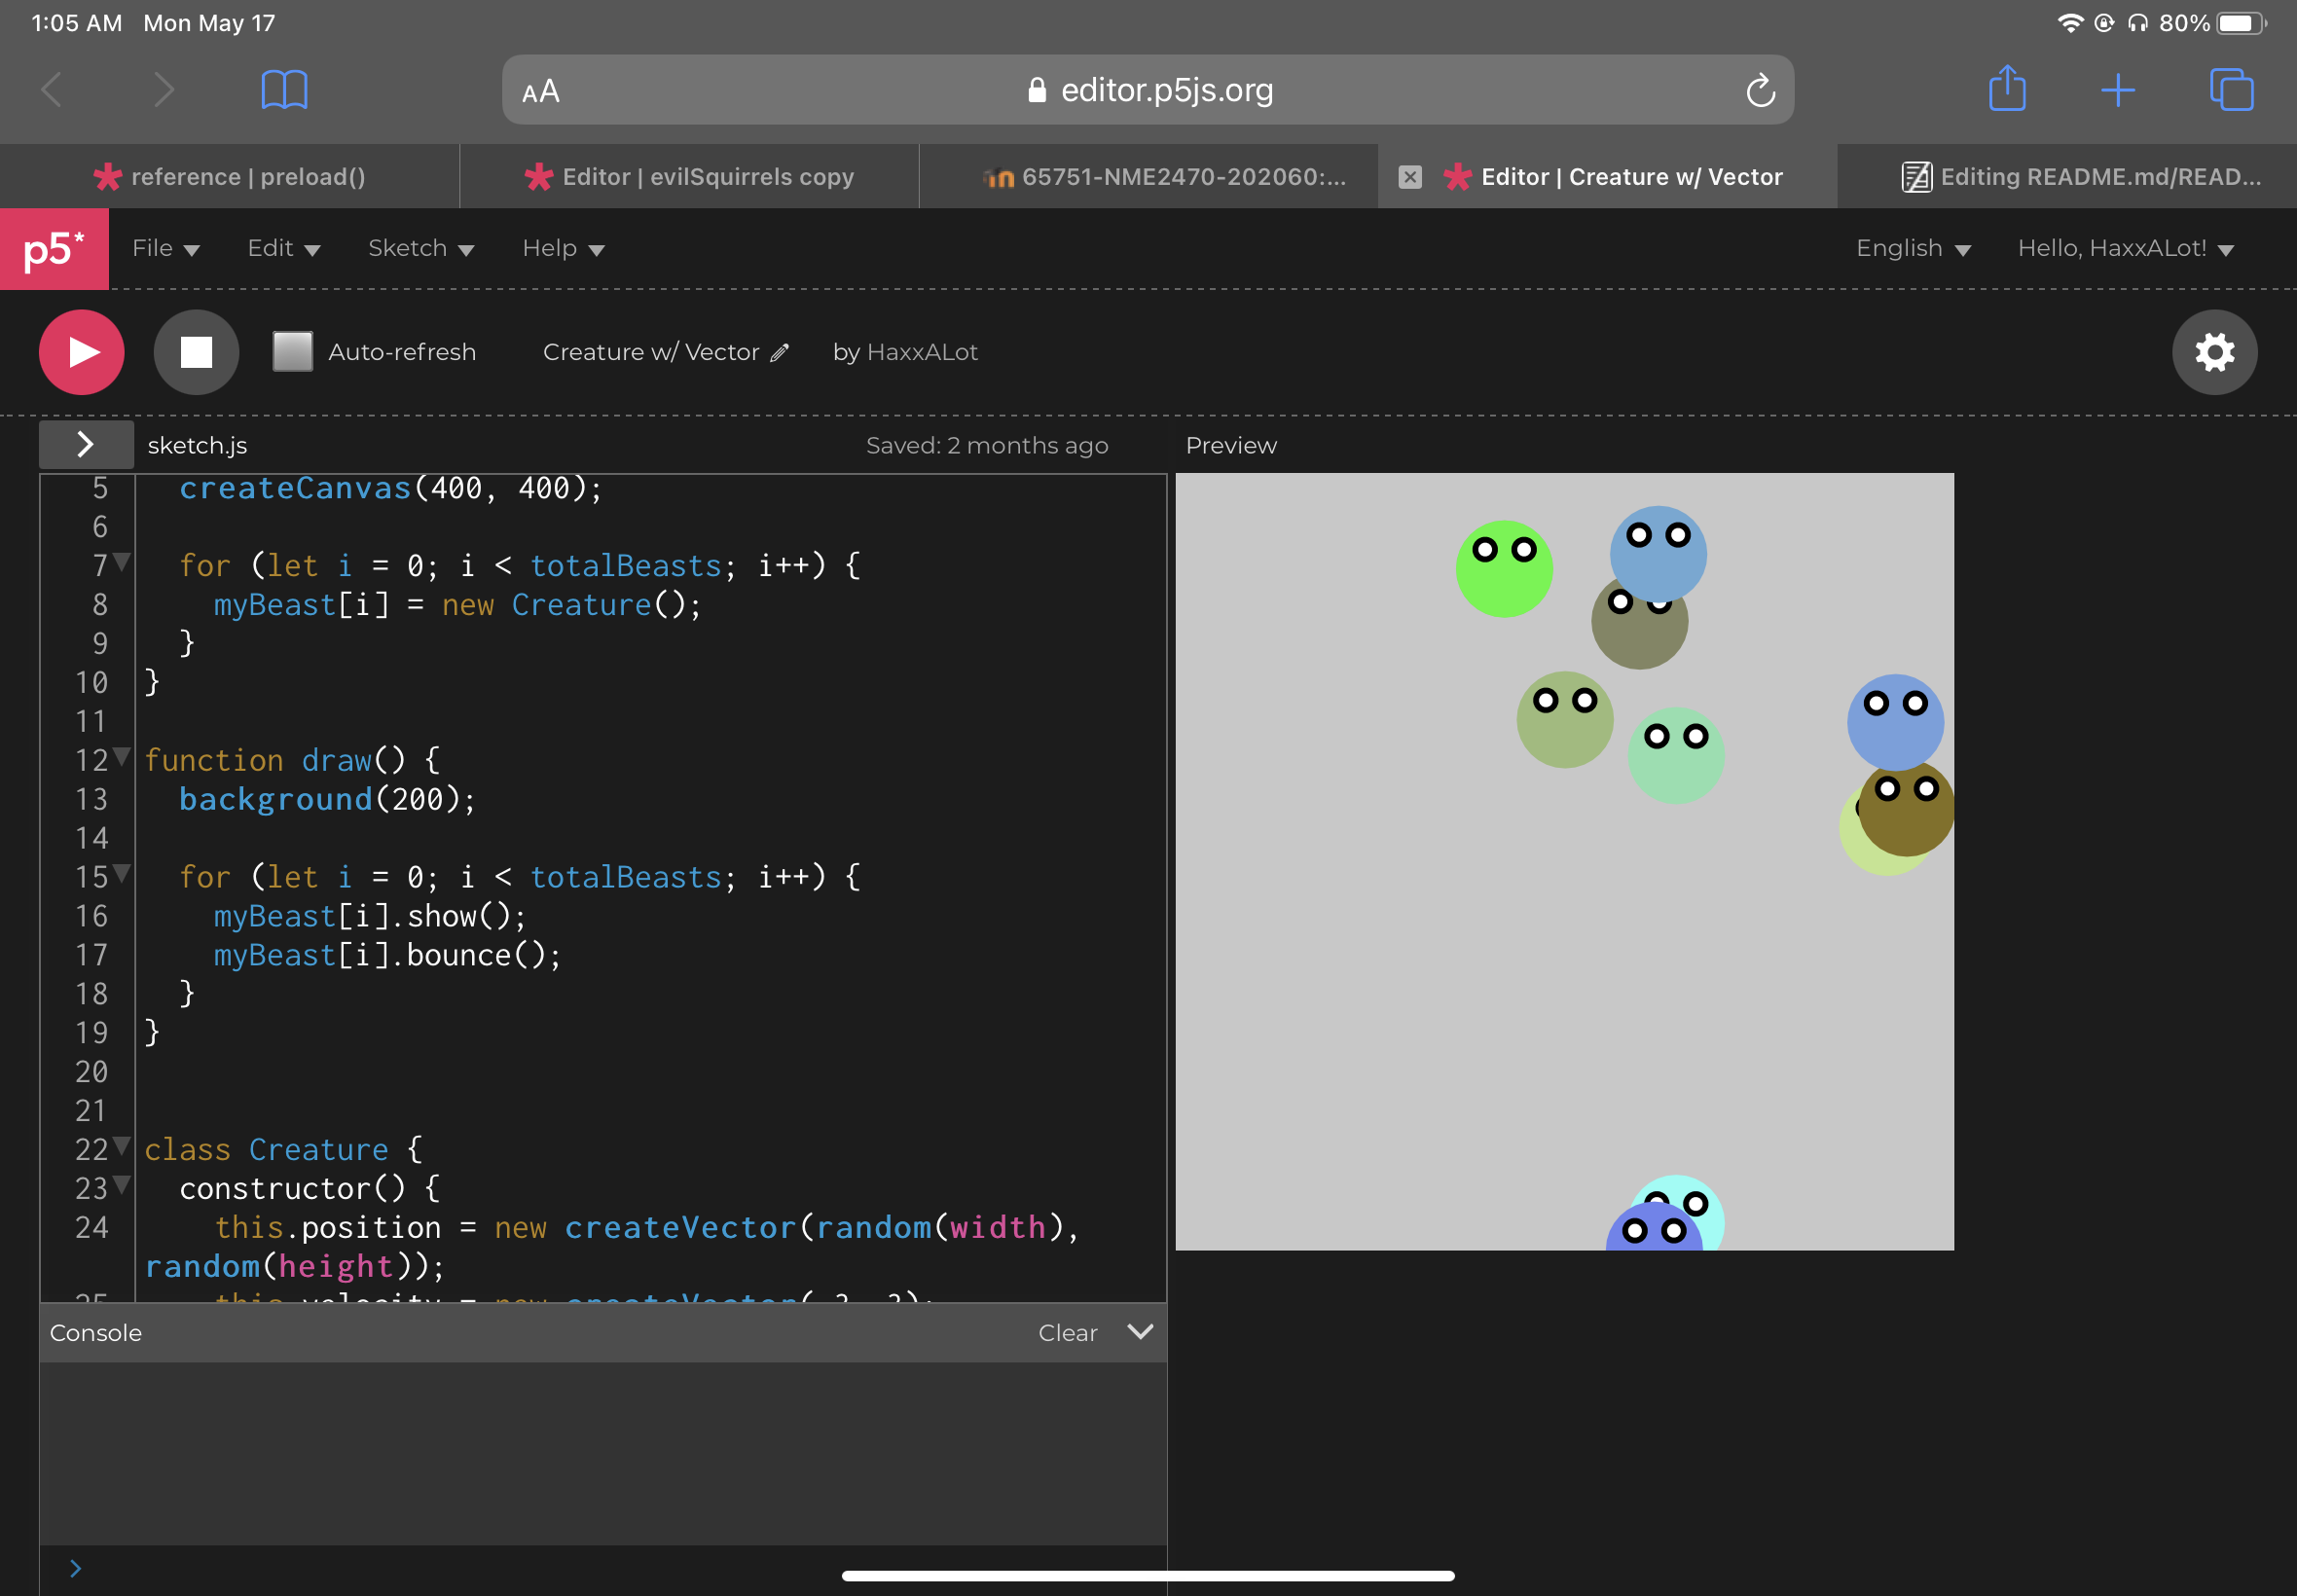 1:05 AM Mon May 17
80%
AA editor.p5js.org
reference | preload()
Editor | evilSquirrels copy
65751-NME2470-202060:...
Editor | Creature w/ Vector
Editing README.md/READ...
p5* File Edit Sketch Help English Hello, HaxxALot!
Auto-refresh Creature w/ Vector by HaxxALot
sketch.js Saved: 2 months ago Preview
5 createCanvas(400, 400);
6
7 for (let i = 0; i < totalBeasts; i++) {
8 myBeast[i] = new Creature();
9 }
10 }
11
12 function draw() {
13 background(200);
14
15 for (let i = 0; i < totalBeasts; i++) {
16 myBeast[i].show();
17 myBeast[i].bounce();
18 }
19 }
20
21
22 class Creature {
23 constructor() {
24 this.position = new createVector(random(width),
random(height));
25 this.velocity = new createVector(
Console Clear
>